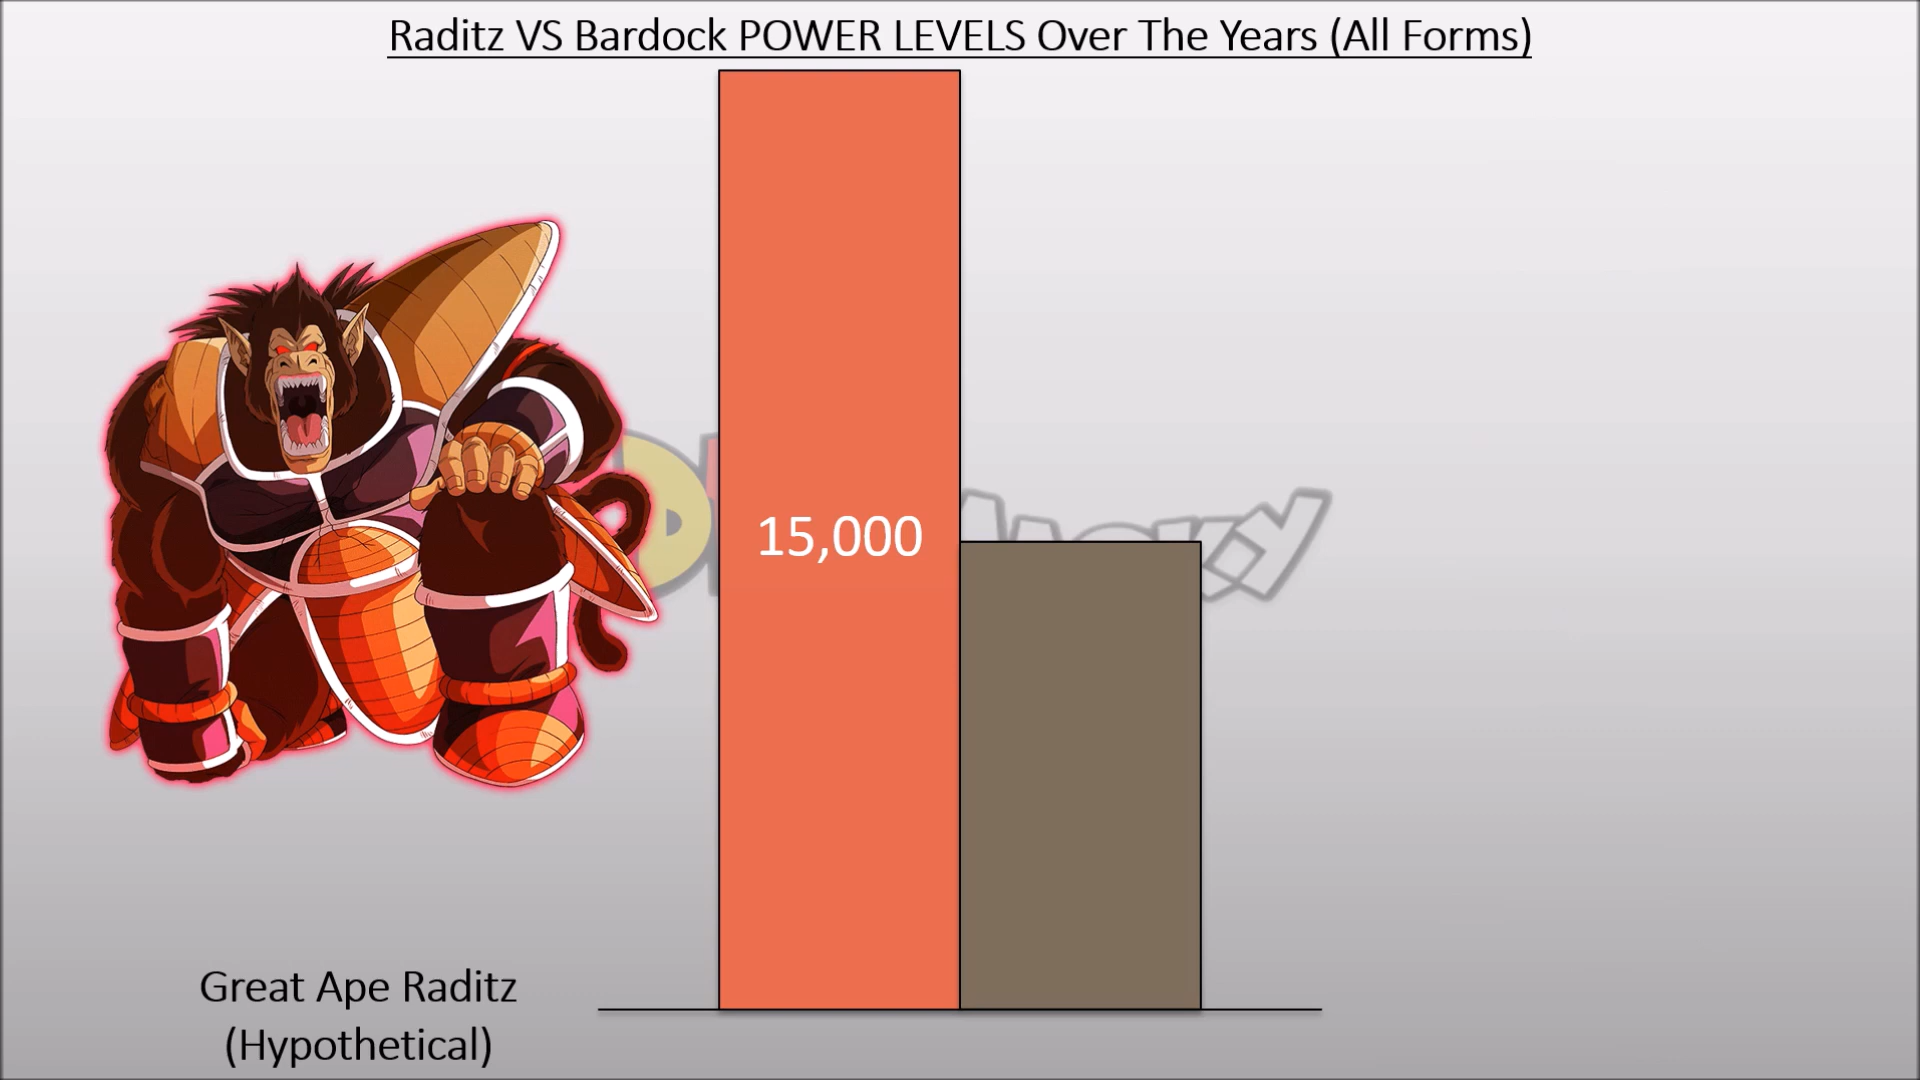 Raditz VS Bardock POWER LEVELS Over The Years (All Forms)
15,000
Great Ape Raditz
(Hypothetical)